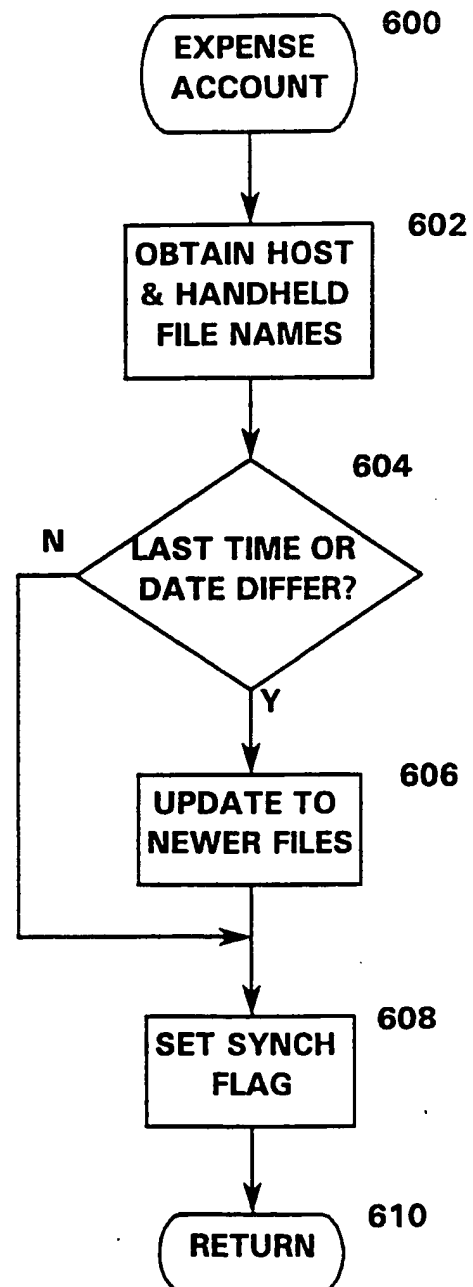 600
EXPENSE
ACCOUNT
602
OBTAIN HOST
& HANDHELD
FILE NAMES
604
N
LAST TIME OR
DATE DIFFER?
Y
606
UPDATE TO
NEWER FILES
608
SET SYNCH
FLAG
610
RETURN